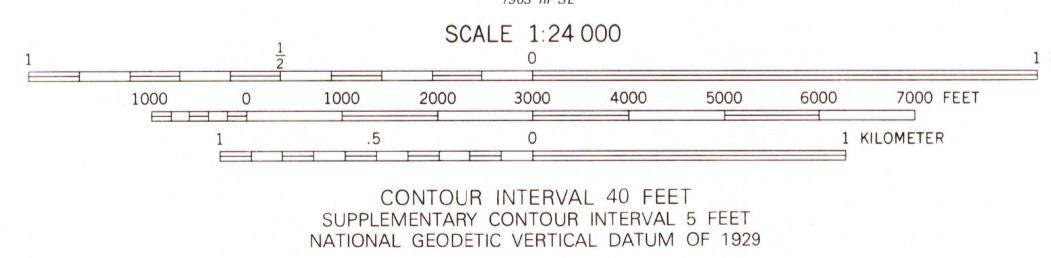 SCALE 1:24 000
1 1/2 0 1
1000 0 1000 2000 3000 4000 5000 6000 7000 FEET
1 .5 0 1 KILOMETER
CONTOUR INTERVAL 40 FEET
SUPPLEMENTARY CONTOUR INTERVAL 5 FEET
NATIONAL GEODETIC VERTICAL DATUM OF 1929